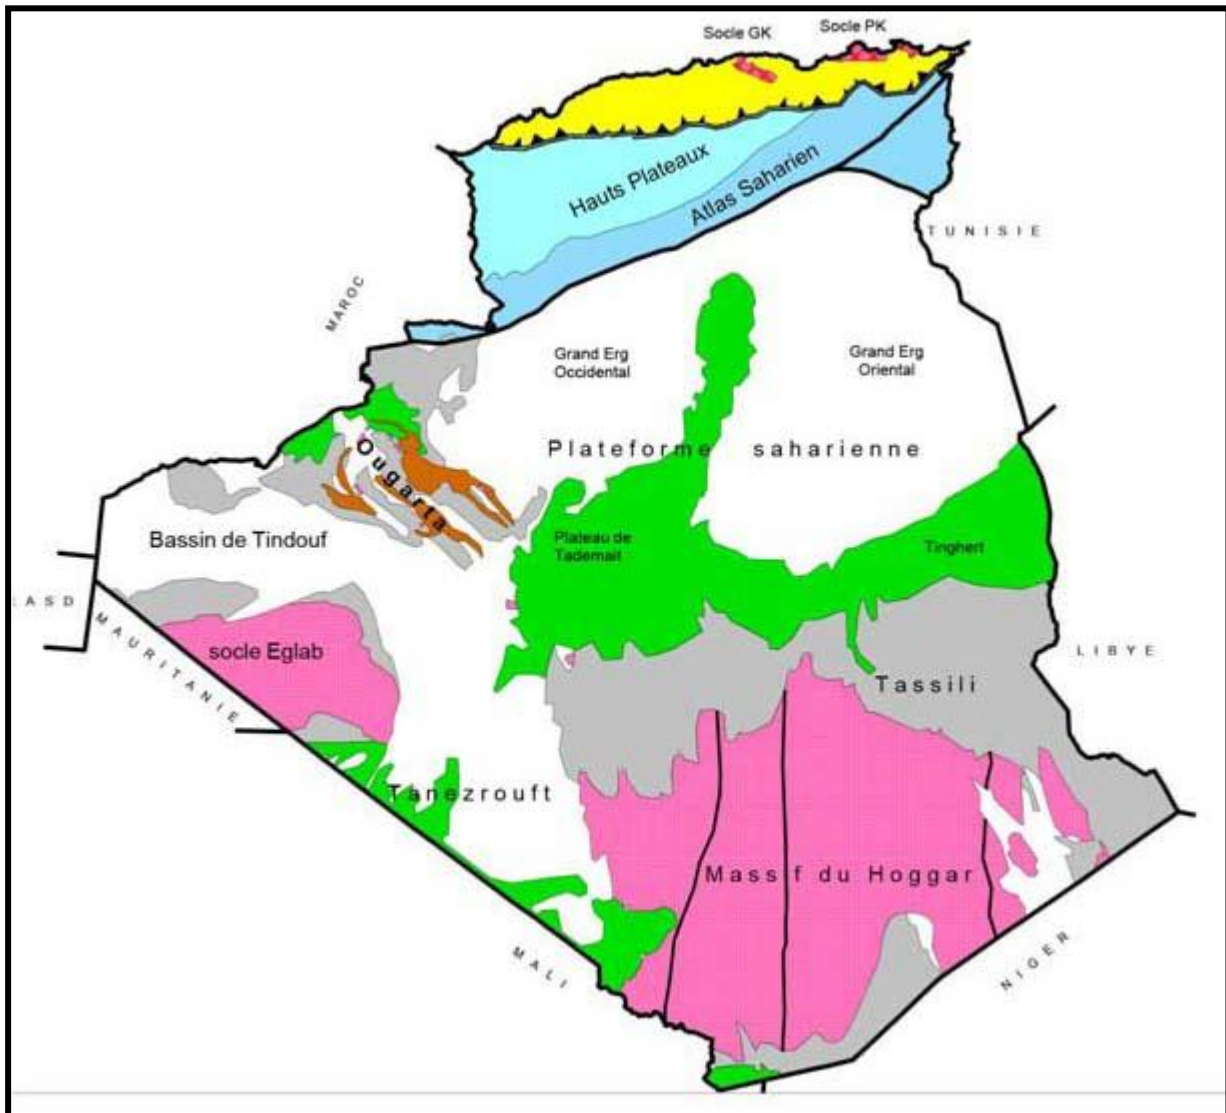 Socle GK
Socle PK
Hauts Plateaux
Atlas Saharien
TUNISIE
MAROC
Grand Erg
Occidental
Grand Erg
Oriental
Plateforme saharienne
Ougarta
Bassin de Tindouf
Plateau de
Tademait
Tinghert
EASD
MAURITANIE
socle Eglab
LIBYE
Tassili
Tanezrouft
Massif du Hoggar
MALI
NIGER